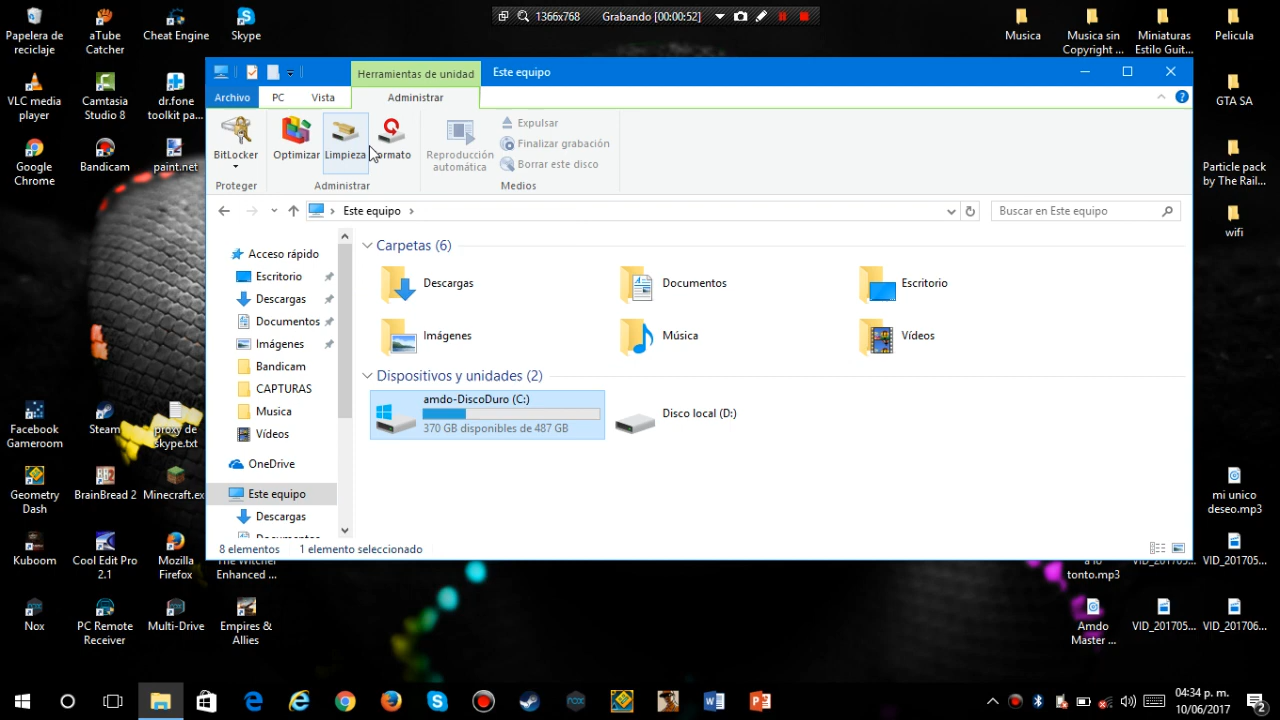 1366x768
Grabando [00:00:52]
Papelera de
reciclaje
aTube
Catcher
Cheat Engine
Skype
Musica
Musica sin
Copyright ...
Miniaturas
Estilo Guit...
Pelicula
VLC media
player
Camtasia
Studio 8
dr.fone
toolkit pa...
GTA SA
Google
Chrome
Bandicam
paint.net
Particle pack
by The Rail...
wifi
Herramientas de unidad
Este equipo
Archivo
PC
Vista
Administrar
BitLocker
Optimizar
Limpieza
ormato
Reproducción
automática
Expulsar
Finalizar grabación
Borrar este disco
Proteger
Administrar
Medios
Este equipo
Buscar en Este equipo
Acceso rápido
Escritorio
Descargas
Documentos
Imágenes
Bandicam
CAPTURAS
Musica
Vídeos
OneDrive
Este equipo
Descargas
Carpetas (6)
Descargas
Documentos
Escritorio
Imágenes
Música
Vídeos
Dispositivos y unidades (2)
amdo-DiscoDuro (C:)
370 GB disponibles de 487 GB
Disco local (D:)
8 elementos
1 elemento seleccionado
Facebook
Gameroom
Steam
proxy de
skype.txt
Geometry
Dash
BrainBread 2
Minecraft.ex
mi unico
deseo.mp3
Kuboom
Cool Edit Pro
2.1
Mozilla
Firefox
Enhanced ...
tonto.mp3
VID_201705...
VID_201705...
Nox
PC Remote
Receiver
Multi-Drive
Empires &
Allies
Amdo
Master ...
VID_201705...
VID_201706...
04:34 p. m.
10/06/2017
2